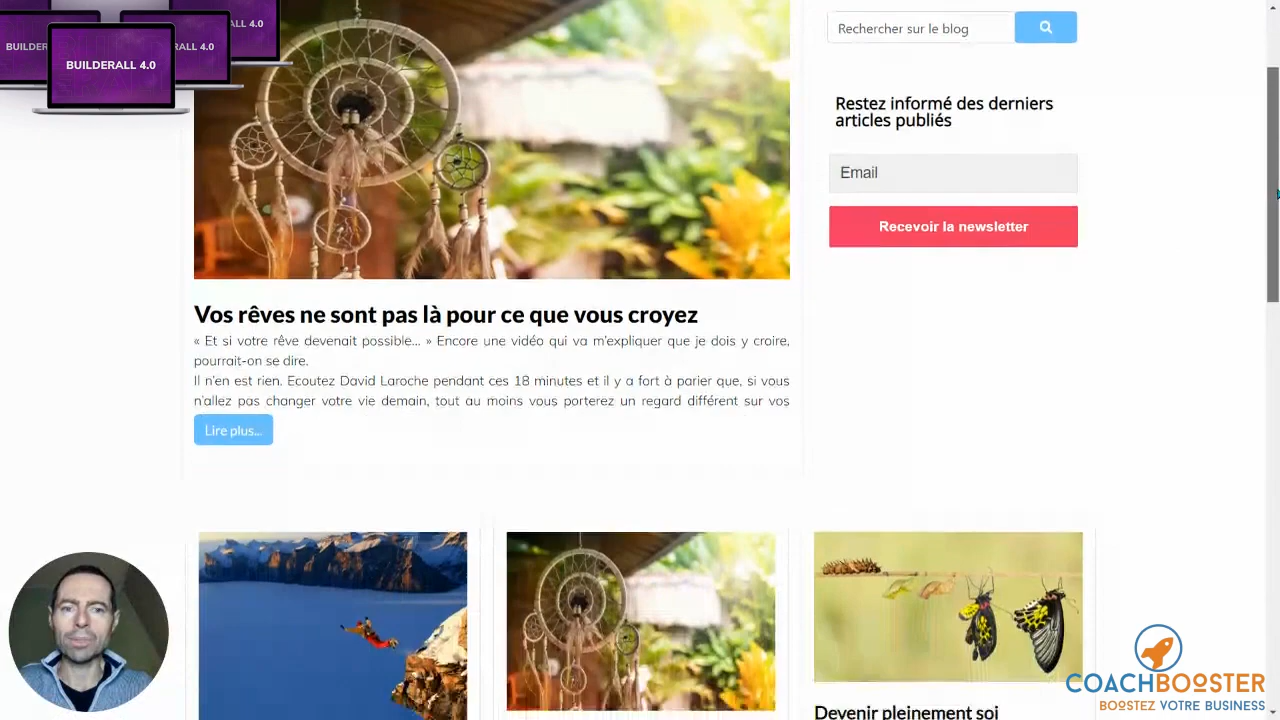 BUILDERALL 4.0
BUILDER
RALL 4.0
ALL 4.0
Rechercher sur le blog
Restez informé des derniers
articles publiés
Email
Recevoir la newsletter
Vos rêves ne sont pas là pour ce que vous croyez
« Et si votre rêve devenait possible... » Encore une vidéo qui va m'expliquer que je dois y croire,
pourrait-on se dire.
Il n'en est rien. Ecoutez David Laroche pendant ces 18 minutes et il y a fort à parier que, si vous
n'allez pas changer votre vie demain, tout au moins vous porterez un regard différent sur vos
Lire plus...
Devenir pleinement soi
COACHBOOSTER
BOOSTEZ VOTRE BUSINESS